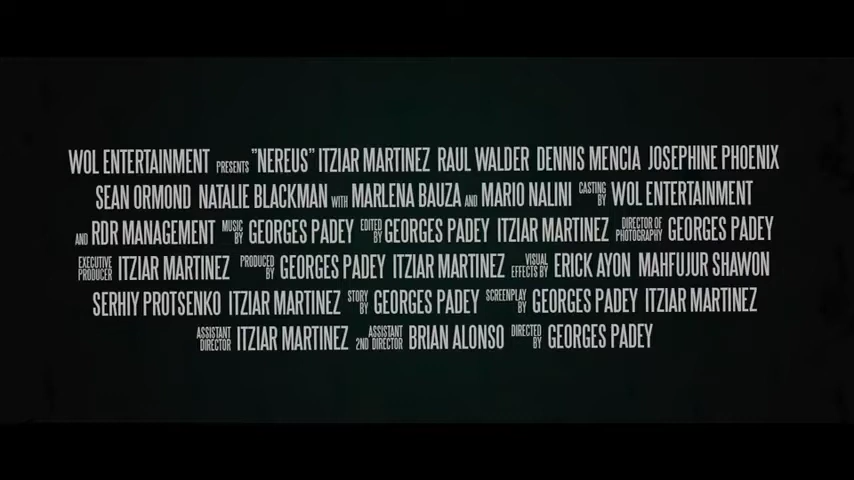 WOL ENTERTAINMENT PRESENTS "NEREUS" ITZIAR MARTINEZ RAUL WALDER DENNIS MENCIA JOSEPHINE PHOENIX
SEAN ORMOND NATALIE BLACKMAN WITH MARLENA BAUZA AND MARIO NALINI CASTING BY WOL ENTERTAINMENT
AND RDR MANAGEMENT MUSIC BY GEORGES PADEY EDITED BY GEORGES PADEY ITZIAR MARTINEZ DIRECTOR OF PHOTOGRAPHY GEORGES PADEY
EXECUTIVE PRODUCER ITZIAR MARTINEZ PRODUCED BY GEORGES PADEY ITZIAR MARTINEZ VISUAL EFFECTS BY ERICK AYON MAHFUJUR SHAWON
SERHIY PROTSENKO ITZIAR MARTINEZ STORY BY GEORGES PADEY SCREENPLAY BY GEORGES PADEY ITZIAR MARTINEZ
ASSISTANT DIRECTOR ITZIAR MARTINEZ ASSISTANT 2ND DIRECTOR BRIAN ALONSO DIRECTED BY GEORGES PADEY